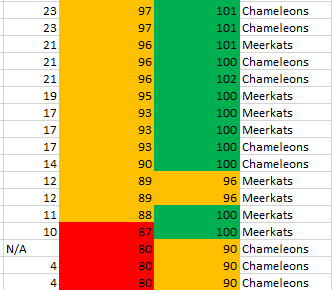 23 97 101 Chameleons
23 97 101 Chameleons
21 96 101 Meerkats
21 96 100 Chameleons
21 96 102 Chameleons
19 95 100 Meerkats
17 93 100 Meerkats
17 93 100 Meerkats
17 93 100 Chameleons
14 90 100 Chameleons
12 89 96 Meerkats
12 89 96 Meerkats
11 88 100 Meerkats
10 87 100 Meerkats
N/A 80 90 Chameleons
4 80 90 Chameleons
4 80 90 Chameleons